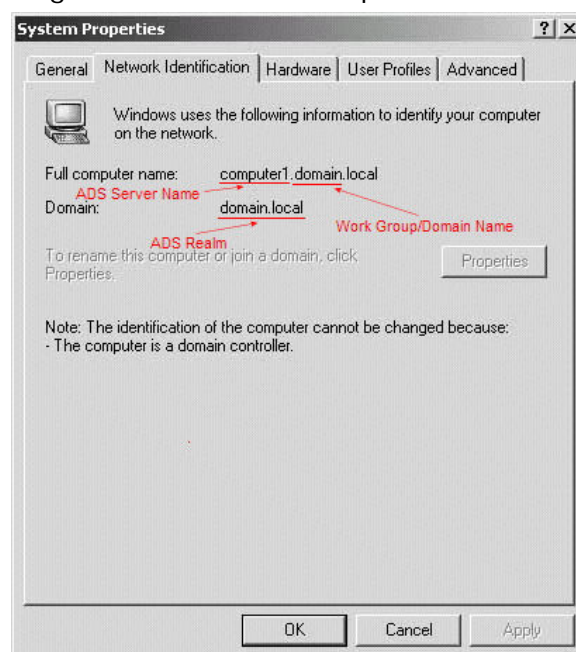 System Properties
? X
General Network Identification Hardware User Profiles Advanced
Windows uses the following information to identify your computer
on the network.
Full computer name: computer1.domain.local
ADS Server Name
Domain: domain.local
Work Group/Domain Name
ADS Realm
To rename this computer or join a domain, click
Properties.
Properties
Note: The identification of the computer cannot be changed because:
- The computer is a domain controller.
OK Cancel Apply